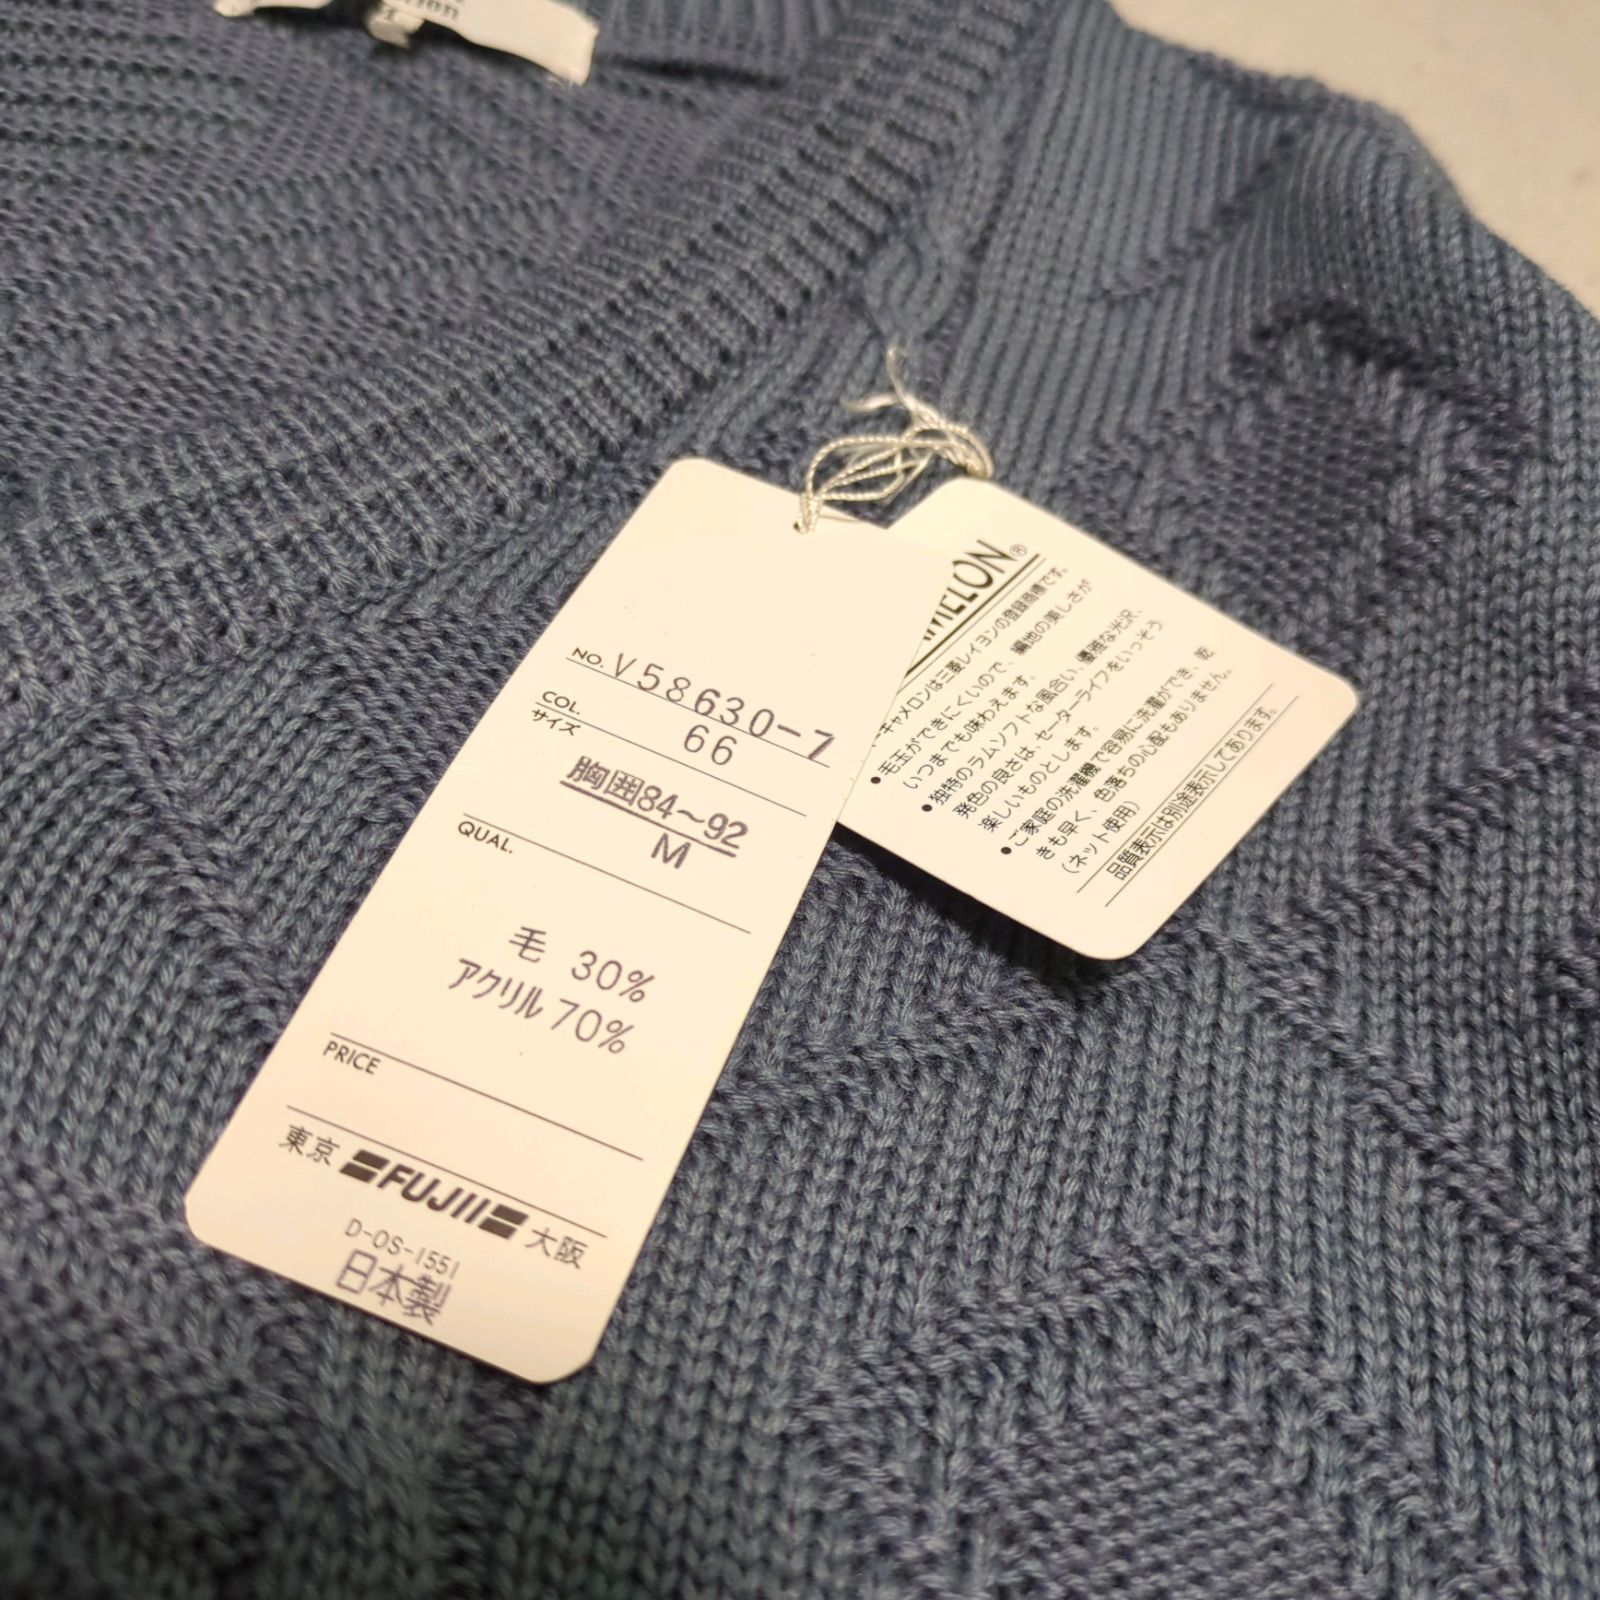 M
NO. V58630-7
COL. 66
サイズ
胸囲84～92
M
QUAL.
毛 30%
アクリル 70%
PRICE
東京 FUJII 大阪
D-OS-1551
日本製
MELON®
キャメロンは三菱レイヨンの登録商標です。
●毛玉ができにくいので、編地の美しさが
いつまでも味わえます。
●独特のラムソフトな風合い、優雅な光沢、
発色の良さは、セーターライフをいっそう
楽しいものとします。
●ご家庭の洗濯機で容易に洗濯ができ、乾
きも早く、色落ちの心配もありません。
(ネット使用)
品質表示は別途表示してあります。